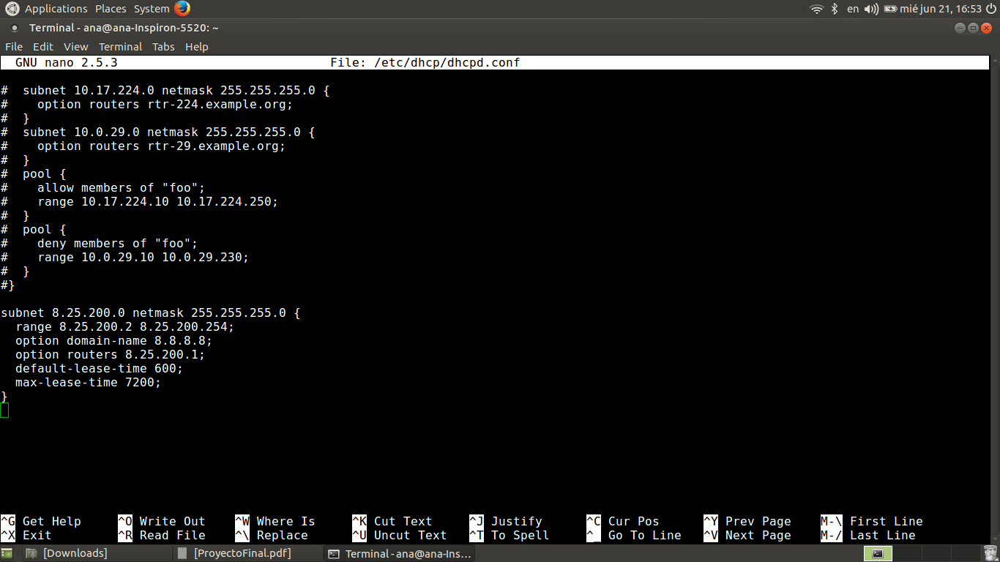 Applications Places System en mié jun 21, 16:53
Terminal - ana@ana-Inspiron-5520: ~
File Edit View Terminal Tabs Help
GNU nano 2.5.3 File: /etc/dhcp/dhcpd.conf
#  subnet 10.17.224.0 netmask 255.255.255.0 {
#    option routers rtr-224.example.org;
#  }
#  subnet 10.0.29.0 netmask 255.255.255.0 {
#    option routers rtr-29.example.org;
#  }
#  pool {
#    allow members of "foo";
#    range 10.17.224.10 10.17.224.250;
#  }
#  pool {
#    deny members of "foo";
#    range 10.0.29.10 10.0.29.230;
#  }
#}
subnet 8.25.200.0 netmask 255.255.255.0 {
  range 8.25.200.2 8.25.200.254;
  option domain-name 8.8.8.8;
  option routers 8.25.200.1;
  default-lease-time 600;
  max-lease-time 7200;
}
^G Get Help ^O Write Out ^W Where Is ^K Cut Text ^J Justify ^C Cur Pos ^Y Prev Page M-\ First Line
^X Exit ^R Read File ^\ Replace ^U Uncut Text ^T To Spell ^_ Go To Line ^V Next Page M-/ Last Line
[Downloads] [ProyectoFinal.pdf] Terminal - ana@ana-Ins...